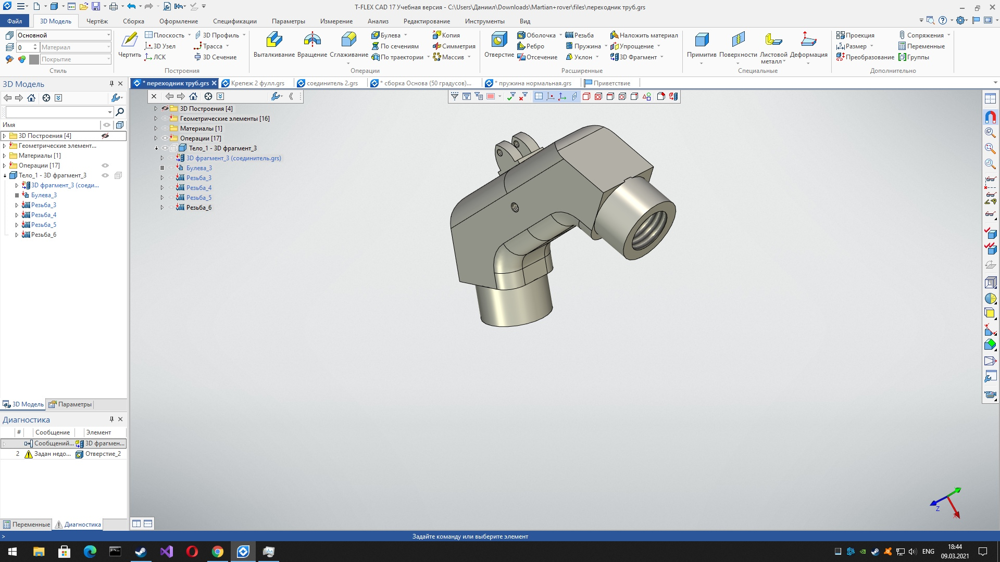 T-FLEX CAD 17 Учебная версия - C:\Users\Даниил\Downloads\Martian+rover\files\переходник труб.grs
Файл
3D Модель
Чертёж
Сборка
Оформление
Спецификации
Параметры
Измерение
Анализ
Редактирование
Инструменты
Вид
Основной
0
Материал
Покрытие
Стиль
Чертить
Плоскость
3D Узел
ЛСК
3D Профиль
Трасса
3D Сечение
Построения
Выталкивание
Вращение
Сглаживание
Булева
По сечениям
По траектории
Копия
Симметрия
Массив
Операции
Отверстие
Оболочка
Ребро
Отсечение
Резьба
Пружина
Уклон
Наложить материал
Упрощение
3D Фрагмент
Расширенные
Примитив
Поверхности
Листовой металл
Деформация
Специальные
Проекция
Размер
Преобразование
Сопряжения
Переменные
Группы
Дополнительно
3D Модель
* переходник труб.grs
Крепеж 2 фулл.grs
соединитель 2.grs
* сборка Основа (50 градусов)...
* пружина нормальная.grs
Приветствие
Имя
3D Построения [4]
Геометрические элемент...
Материалы [1]
Операции [17]
Тело_1 - 3D фрагмент_3
3D фрагмент_3 (соеди...
Булева_3
Резьба_3
Резьба_4
Резьба_5
Резьба_6
3D Построения [4]
Геометрические элементы [16]
Материалы [1]
Операции [17]
Тело_1 - 3D фрагмент_3
3D фрагмент_3 (соединитель.grs)
Булева_3
Резьба_3
Резьба_4
Резьба_5
Резьба_6
3D Модель
Параметры
Диагностика
# Сообщение Элемент
Сообщений... 3D фрагмен...
2 Задан недо... Отверстие_2
Переменные
Диагностика
Z
X
>
Задайте команду или выберите элемент
ENG
18:44
09.03.2021